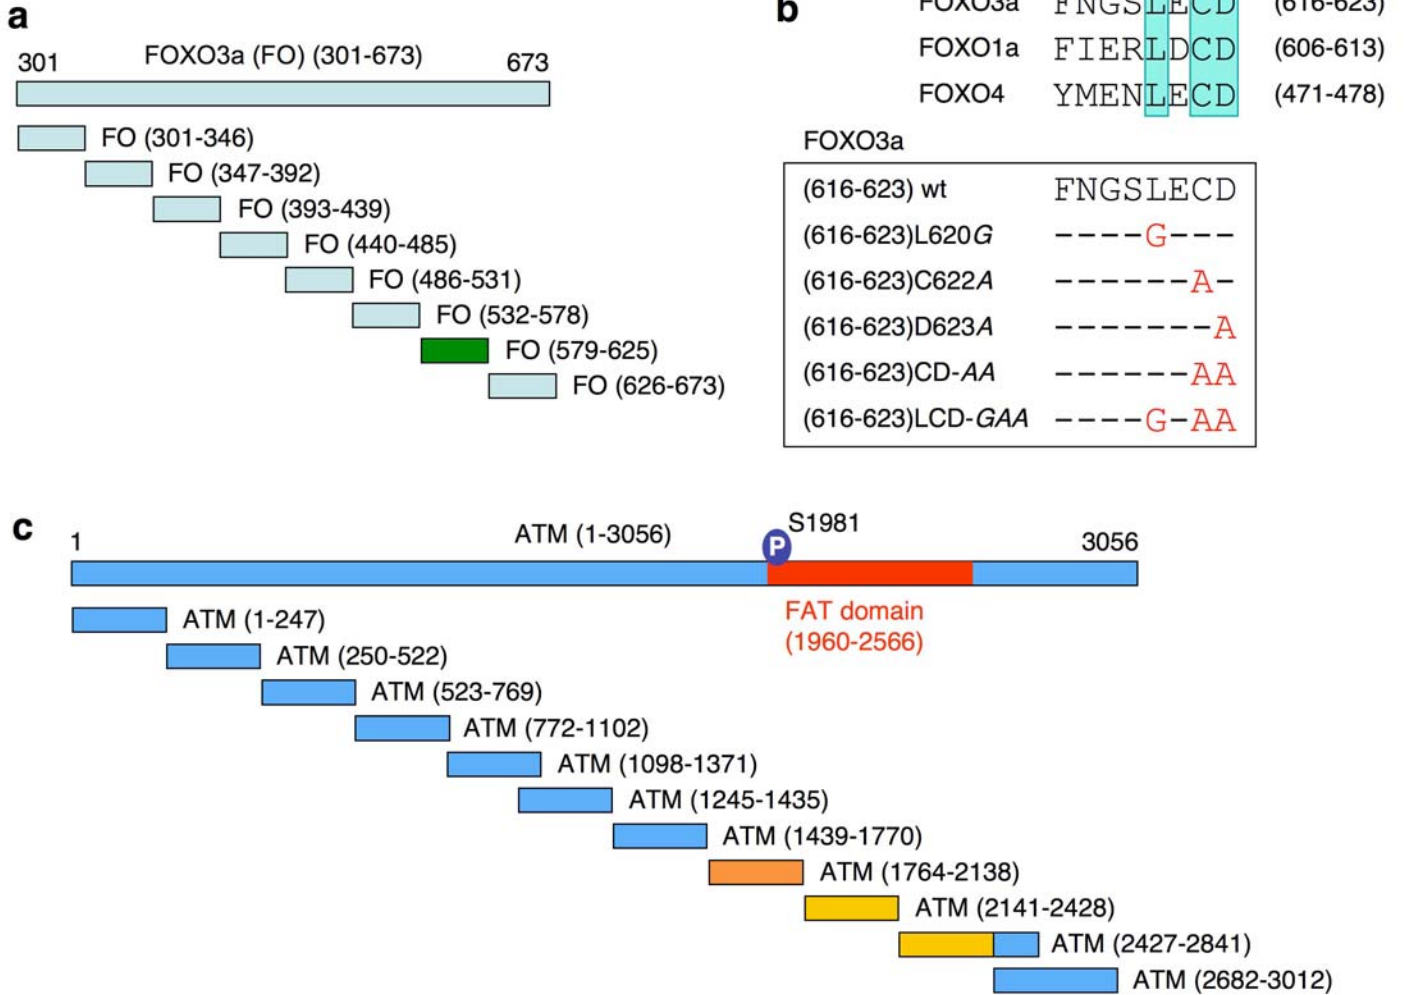 a
FOXO3a (FO) (301-673)
301 673
FO (301-346)
FO (347-392)
FO (393-439)
FO (440-485)
FO (486-531)
FO (532-578)
FO (579-625)
FO (626-673)
b
FOXO3a FNGSLECD (616-623)
FOXO1a FIERLDCD (606-613)
FOXO4 YMENLECD (471-478)
FOXO3a
(616-623) wt FNGSLECD
(616-623)L620G ----G---
(616-623)C622A ------A-
(616-623)D623A -------A
(616-623)CD-AA ------AA
(616-623)LCD-GAA ----G-AA
c
S1981
P
1 ATM (1-3056) 3056
FAT domain
(1960-2566)
ATM (1-247)
ATM (250-522)
ATM (523-769)
ATM (772-1102)
ATM (1098-1371)
ATM (1245-1435)
ATM (1439-1770)
ATM (1764-2138)
ATM (2141-2428)
ATM (2427-2841)
ATM (2682-3012)